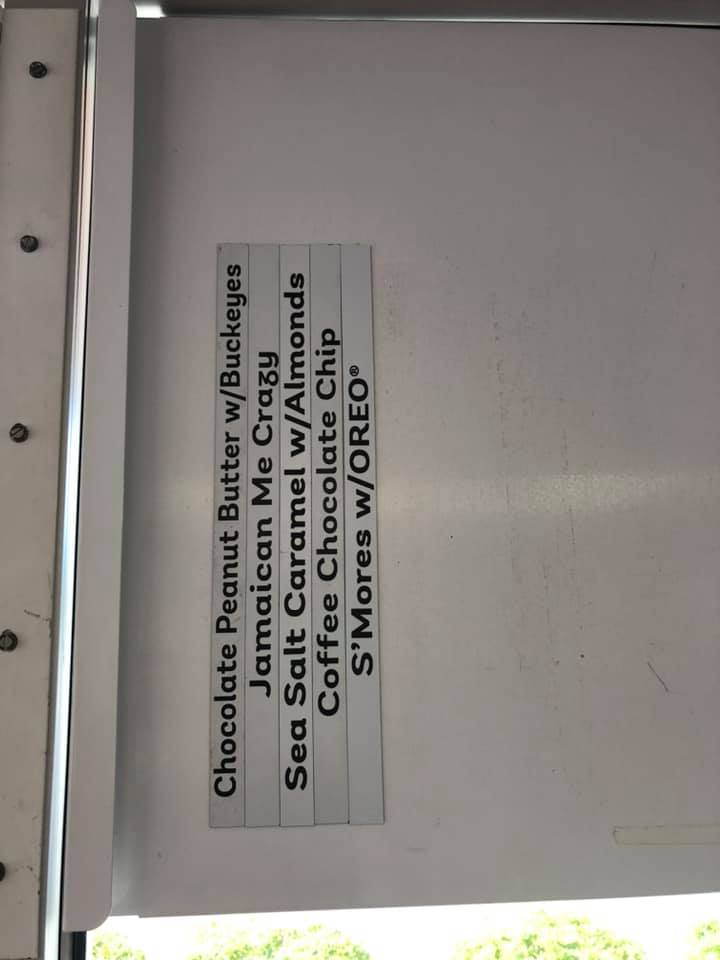 Chocolate Peanut Butter w/Buckeyes
Jamaican Me Crazy
Sea Salt Caramel w/Almonds
Coffee Chocolate Chip
S'Mores w/OREO®